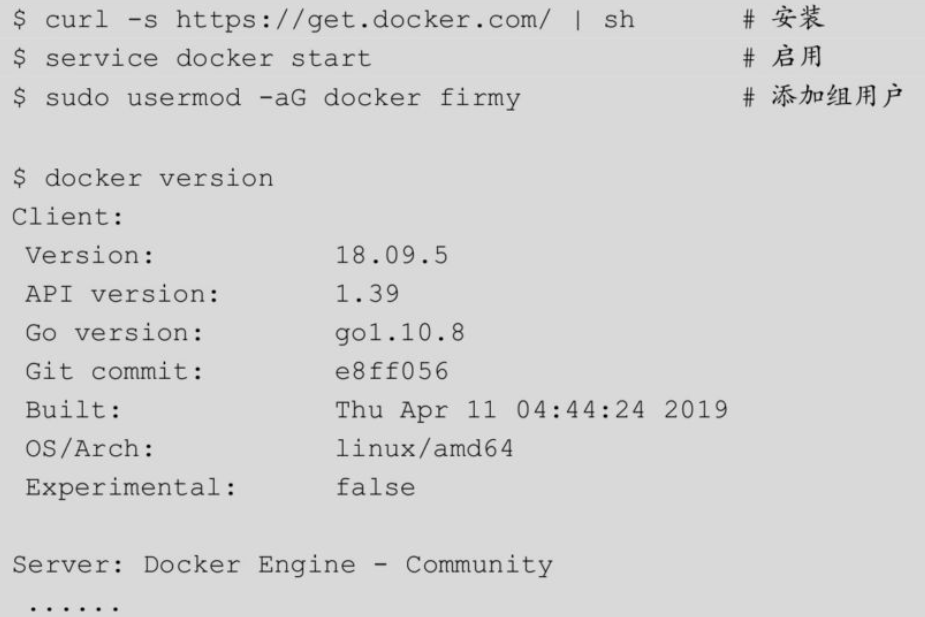 $ curl -s https://get.docker.com/ | sh # 安装
$ service docker start # 启用
$ sudo usermod -aG docker firmy # 添加组用户
$ docker version
Client:
Version: 18.09.5
API version: 1.39
Go version: go1.10.8
Git commit: e8ff056
Built: Thu Apr 11 04:44:24 2019
OS/Arch: linux/amd64
Experimental: false
Server: Docker Engine - Community
......